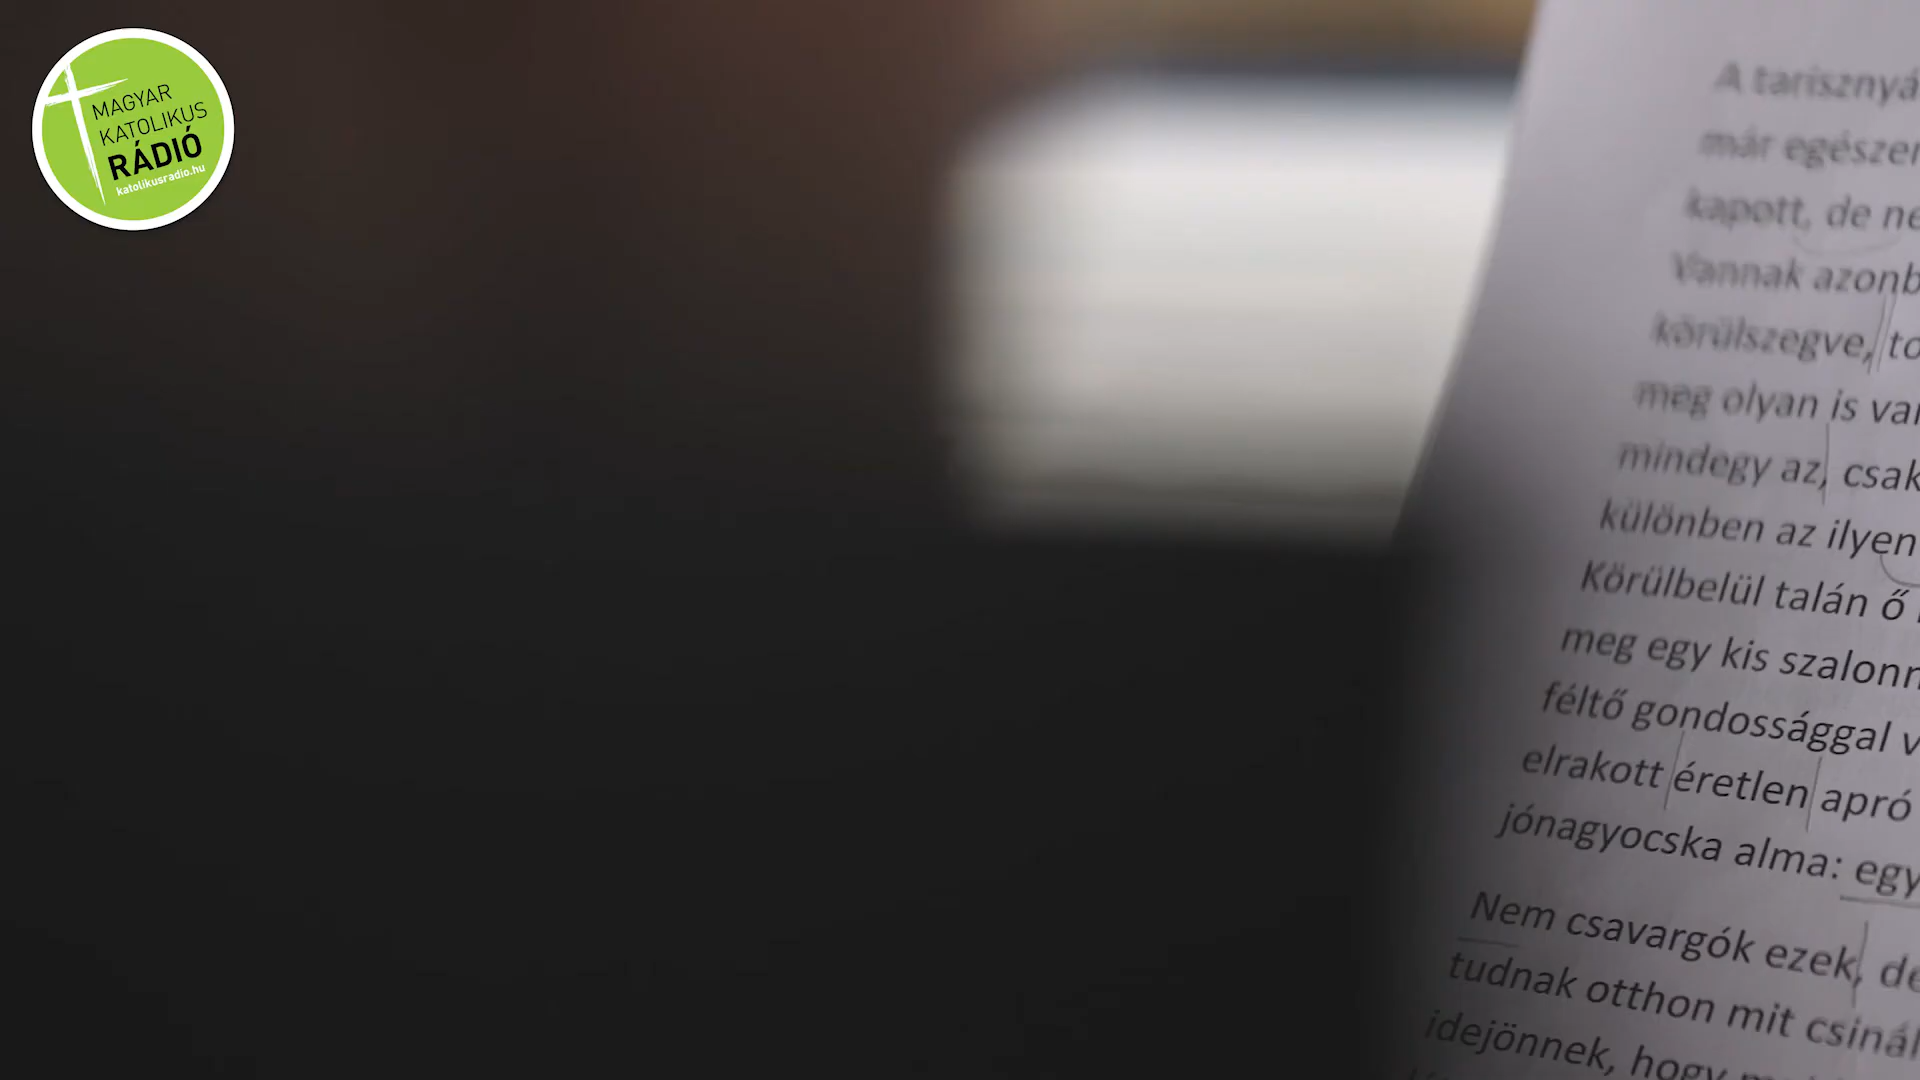 MAGYAR
KATOLIKUS
RÁDIÓ
katolikusradio.hu
A tarisznyá
már egészen
kapott, de ne
Vannak azonb
körülszegve, to
meg olyan is van
mindegy az, csak
különben az ilyen
Körülbelül talán ő
meg egy kis szalonn
féltő gondossággal v
elrakott éretlen apró
jónagyocska alma: egy
Nem csavargók ezek, de
tudnak otthon mit csinál
idejönnek, hogy